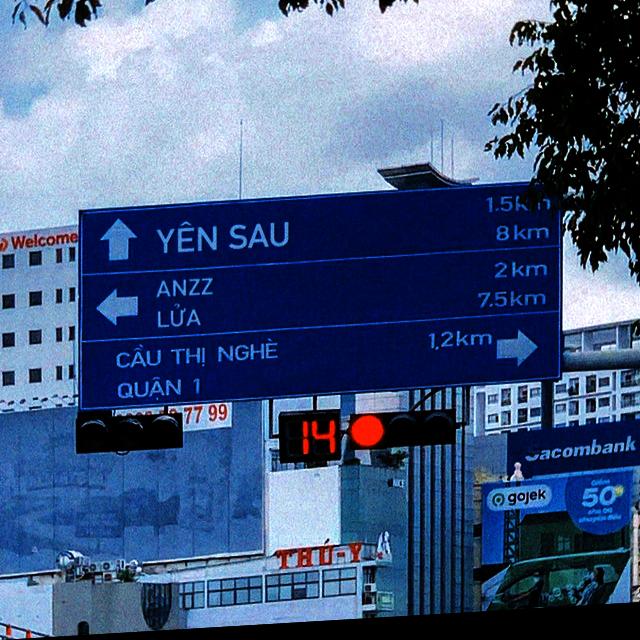 Welcome
YÊN SAU
1.5km
8km
ANZZ
2km
LỬA
7.5km
CẦU THỊ NGHÈ
1,2km
QUẬN 1
77 99
14
acombank
gojek
50
THÚ-Y